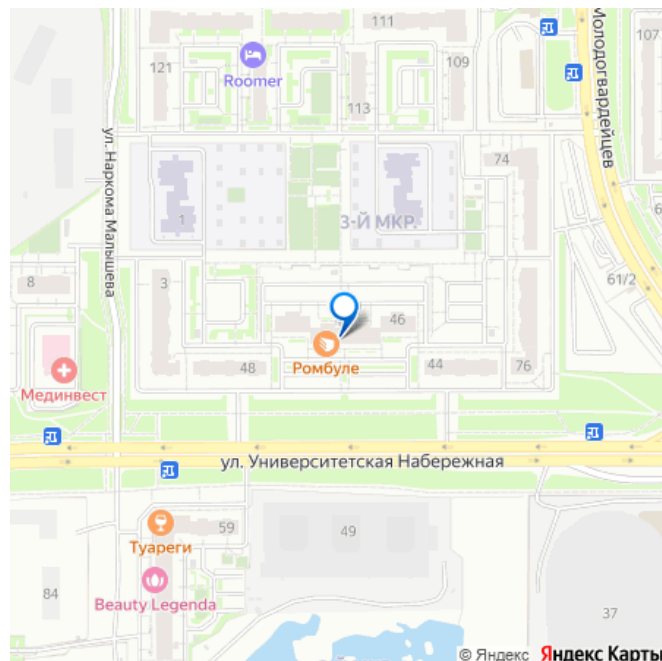 111
107
121
Roomer
109
113
Молодогвардейцев
ул. Наркома Малышева
74
1
3-Й МКР.
6
61/2
8
3
46
48
Ромбуле
44
76
Мединвест
ул. Университетская Набережная
59
49
Туареги
84
Beauty Legenda
37
© Яндекс Яндекс Карты